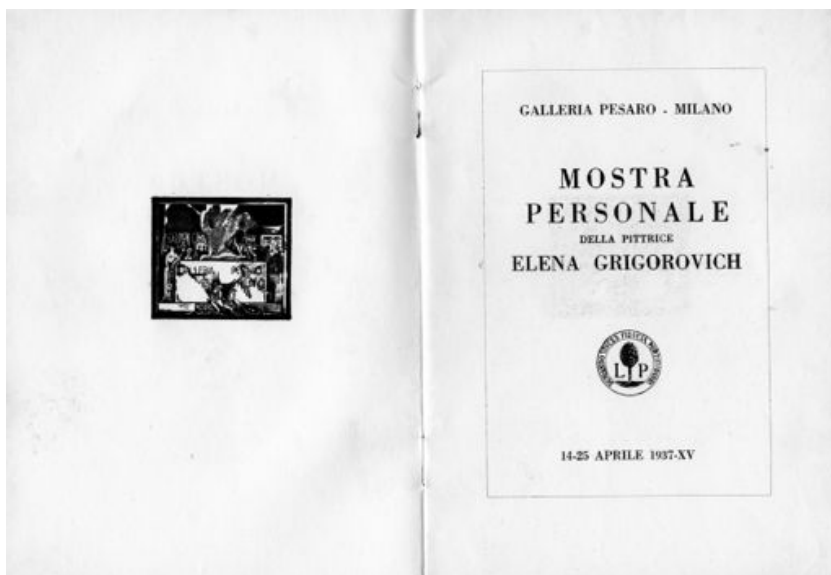 GALLERIA PESARO - MILANO
MOSTRA
PERSONALE
DELLA PITTRICE
ELENA GRIGOROVICH
L P
14-25 APRILE 1937-XV